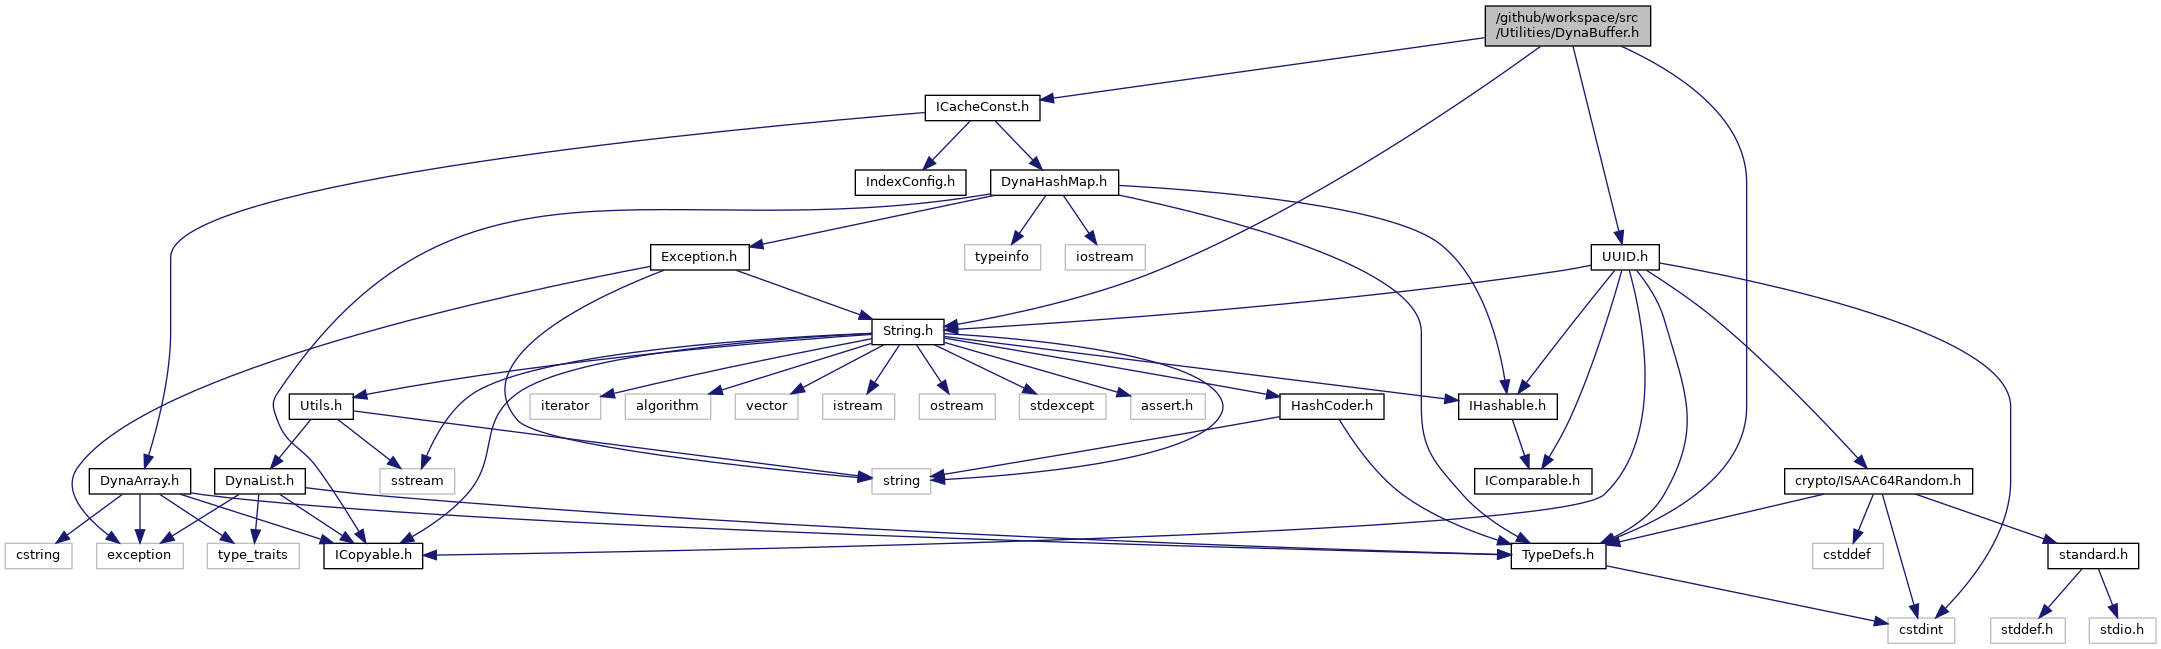 /github/workspace/src
/Utilities/DynaBuffer.h
ICacheConst.h
IndexConfig.h
DynaHashMap.h
Exception.h
typeinfo
iostream
UUID.h
String.h
Utils.h
iterator
algorithm
vector
istream
ostream
stdexcept
assert.h
HashCoder.h
IHashable.h
DynaArray.h
DynaList.h
sstream
string
IComparable.h
crypto/ISAAC64Random.h
cstring
exception
type_traits
ICopyable.h
TypeDefs.h
cstddef
standard.h
cstdint
stddef.h
stdio.h